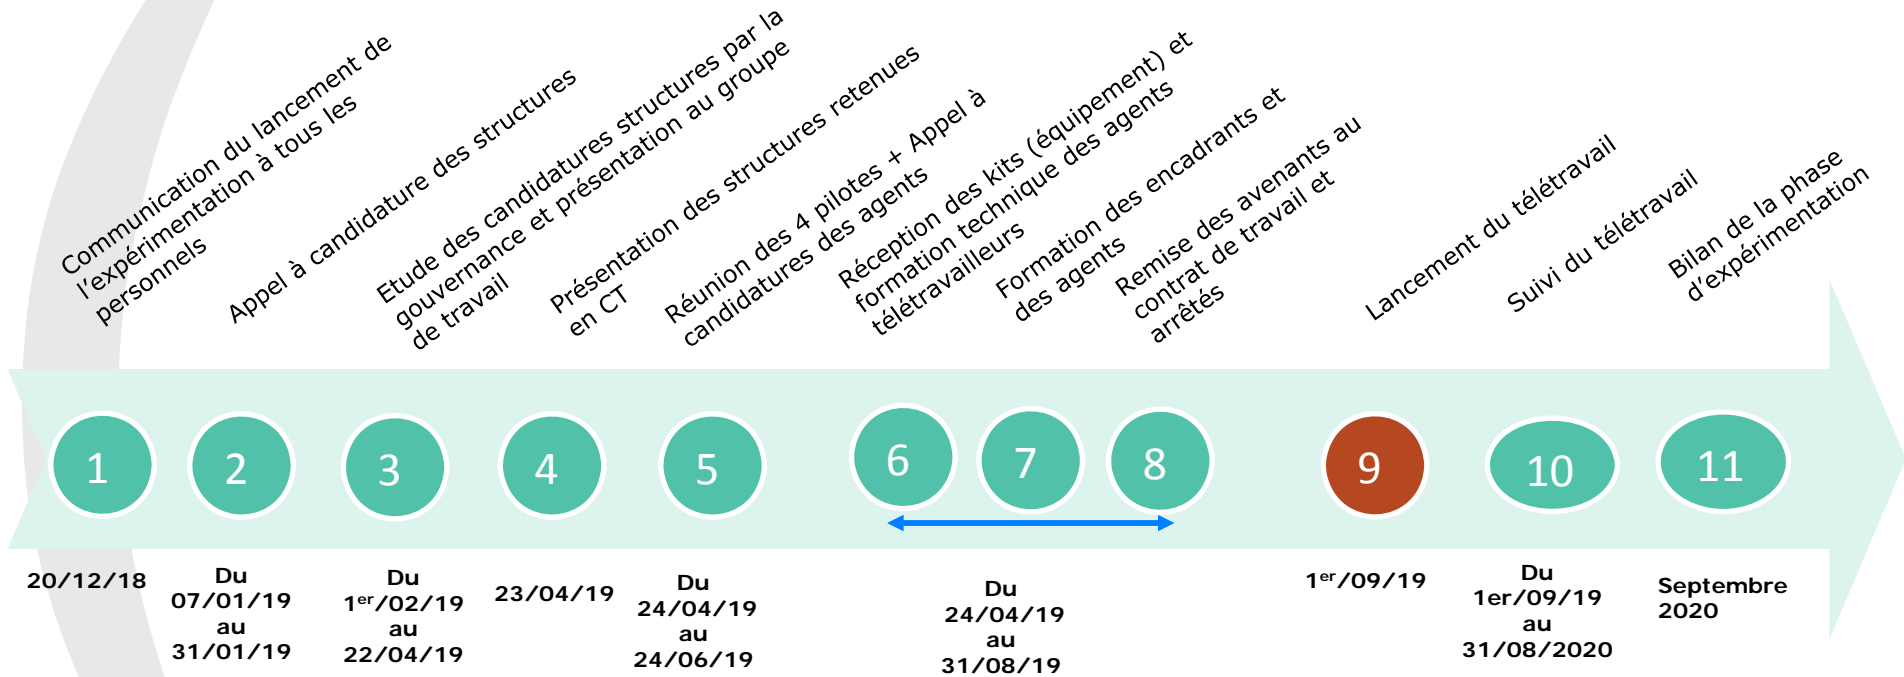 Communication du lancement de
l'expérimentation à tous les
personnels
Appel à candidature des structures
Etude des candidatures structures par la
gouvernance et présentation au groupe
de travail
Présentation des structures retenues
en CT
Réunion des 4 pilotes + Appel à
candidatures des agents
Réception des kits (équipement) et
formation technique des agents
télétravailleurs
Formation des encadrants et
des agents
Remise des avenants au
contrat de travail et
arrêtés
Lancement du télétravail
Suivi du télétravail
Bilan de la phase
d'expérimentation
1
2
3
4
5
6
7
8
9
10
11
20/12/18
Du
07/01/19
au
31/01/19
Du
1er/02/19
au
22/04/19
23/04/19
Du
24/04/19
au
24/06/19
Du
24/04/19
au
31/08/19
1er/09/19
Du
1er/09/19
au
31/08/2020
Septembre
2020